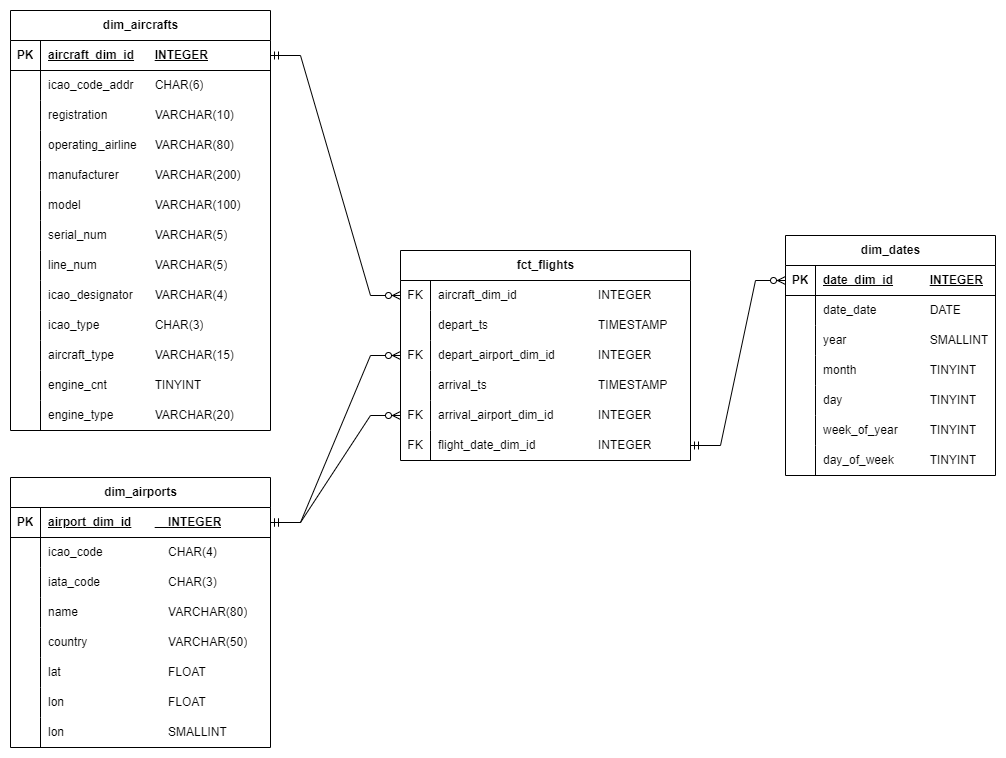 dim_aircrafts
PK aircraft_dim_id INTEGER
icao_code_addr CHAR(6)
registration VARCHAR(10)
operating_airline VARCHAR(80)
manufacturer VARCHAR(200)
model VARCHAR(100)
serial_num VARCHAR(5)
line_num VARCHAR(5)
icao_designator VARCHAR(4)
icao_type CHAR(3)
aircraft_type VARCHAR(15)
engine_cnt TINYINT
engine_type VARCHAR(20)
dim_airports
PK airport_dim_id INTEGER
icao_code CHAR(4)
iata_code CHAR(3)
name VARCHAR(80)
country VARCHAR(50)
lat FLOAT
lon FLOAT
lon SMALLINT
fct_flights
FK aircraft_dim_id INTEGER
depart_ts TIMESTAMP
FK depart_airport_dim_id INTEGER
arrival_ts TIMESTAMP
FK arrival_airport_dim_id INTEGER
FK flight_date_dim_id INTEGER
dim_dates
PK date_dim_id INTEGER
date_date DATE
year SMALLINT
month TINYINT
day TINYINT
week_of_year TINYINT
day_of_week TINYINT